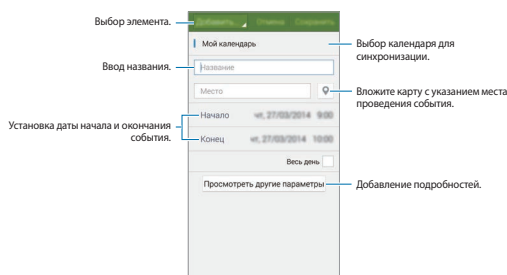 Выбор элемента.
Добавить... Отмена Сохранить
Мой календарь
Выбор календаря для
синхронизации.
Ввод названия.
Название
Место
Вложите карту с указанием места
проведения события.
Установка даты начала и окончания
события.
Начало чт, 27/03/2014 9:00
Конец чт, 27/03/2014 10:00
Весь день
Просмотреть другие параметры
Добавление подробностей.